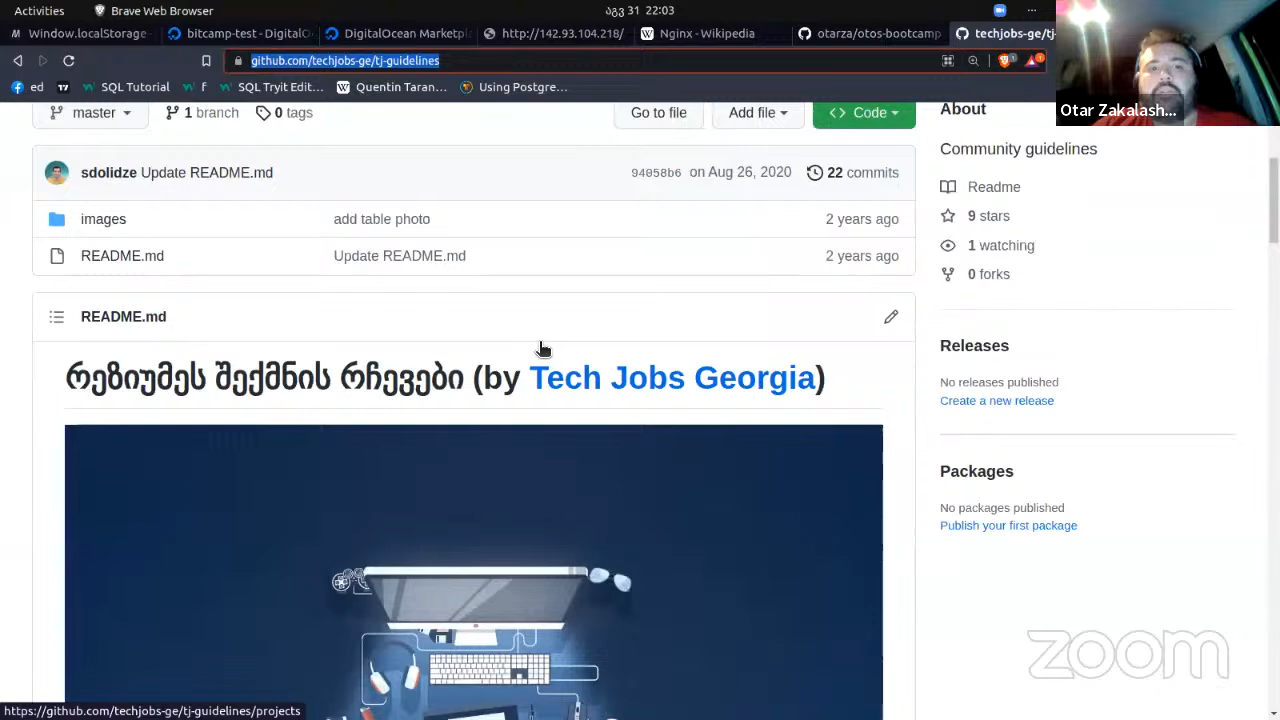 Activities
Brave Web Browser
აგვ 31 22:03
Window.localStorage
bitcamp-test - DigitalO
DigitalOcean Marketpl
http://142.93.104.218/
Nginx - Wikipedia
otarza/otos-bootcamp
techjobs-ge/tj-guidelin
github.com/techjobs-ge/tj-guidelines
ed
SQL Tutorial
f
SQL Tryit Edit...
Quentin Taran...
Using Postgre...
Otar Zakalash...
master
1 branch
0 tags
Go to file
Add file
Code
About
Community guidelines
sdolidze Update README.md
94058b6 on Aug 26, 2020
22 commits
Readme
images
add table photo
2 years ago
9 stars
README.md
Update README.md
2 years ago
1 watching
0 forks
README.md
რეზიუმეს შექმნის რჩევები (by Tech Jobs Georgia)
Releases
No releases published
Create a new release
Packages
No packages published
Publish your first package
zoom
https://github.com/techjobs-ge/tj-guidelines/projects